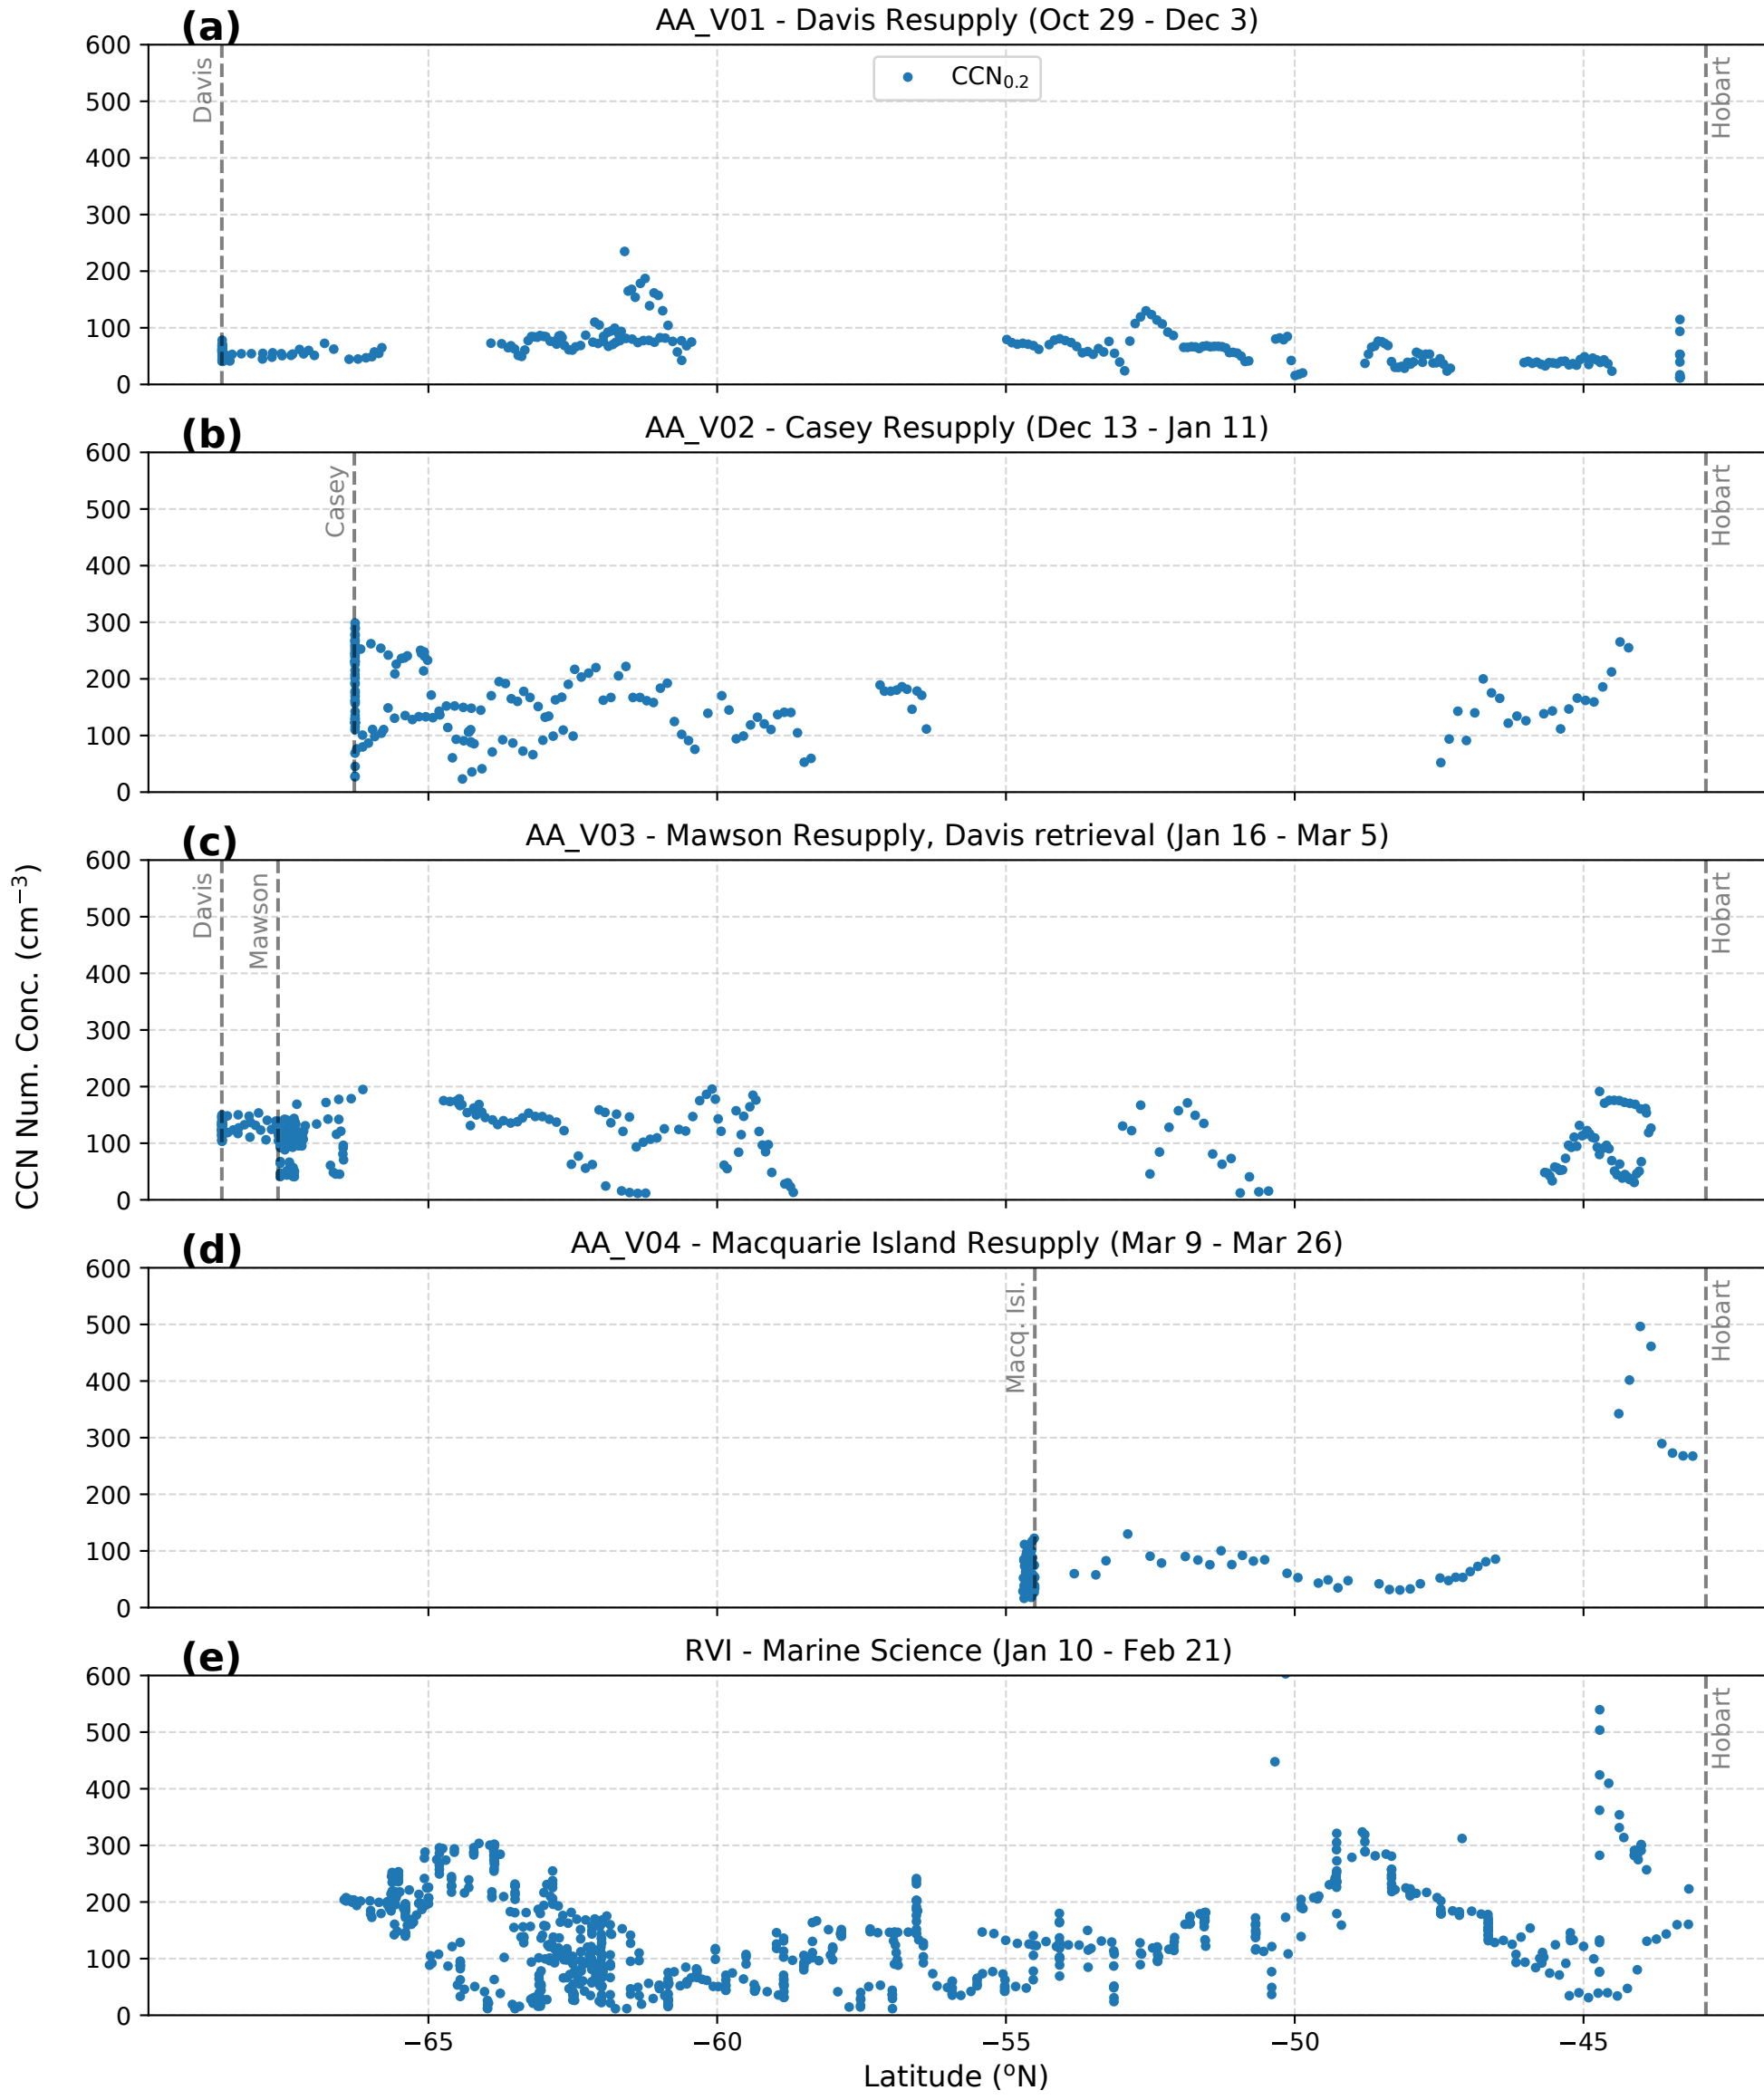 (a) AA_V01 - Davis Resupply (Oct 29 - Dec 3)
600
500
400
300
200
100
0
Davis
CCN0.2
Hobart
(b) AA_V02 - Casey Resupply (Dec 13 - Jan 11)
600
500
400
300
200
100
0
Casey
Hobart
(c) AA_V03 - Mawson Resupply, Davis retrieval (Jan 16 - Mar 5)
600
500
400
300
200
100
0
Davis
Mawson
Hobart
CCN Num. Conc. (cm−3)
(d) AA_V04 - Macquarie Island Resupply (Mar 9 - Mar 26)
600
500
400
300
200
100
0
Macq. Isl.
Hobart
(e) RVI - Marine Science (Jan 10 - Feb 21)
600
500
400
300
200
100
0
Hobart
−65 −60 −55 −50 −45
Latitude (oN)